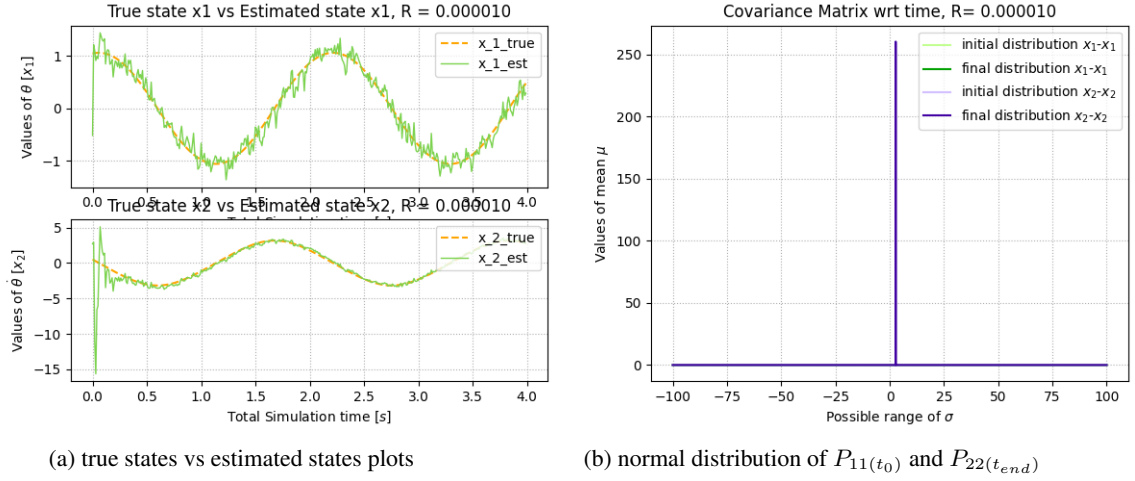 True state x1 vs Estimated state x1, R = 0.000010
Values of θ [x₁]
1
0
−1
x_1_true
x_1_est
0.0 0.5 1.0 1.5 2.0 2.5 3.0 3.5 4.0
Total Simulation time [s]
True state x2 vs Estimated state x2, R = 0.000010
Values of θ̇ [x₂]
5
0
−5
−10
−15
x_2_true
x_2_est
0.0 0.5 1.0 1.5 2.0 2.5 3.0 3.5 4.0
Total Simulation time [s]
(a) true states vs estimated states plots
Covariance Matrix wrt time, R= 0.000010
Values of mean μ
250
200
150
100
50
0
initial distribution x₁-x₁
final distribution x₁-x₁
initial distribution x₂-x₂
final distribution x₂-x₂
−100 −75 −50 −25 0 25 50 75 100
Possible range of σ
(b) normal distribution of P₁₁(t₀) and P₂₂(t_end)